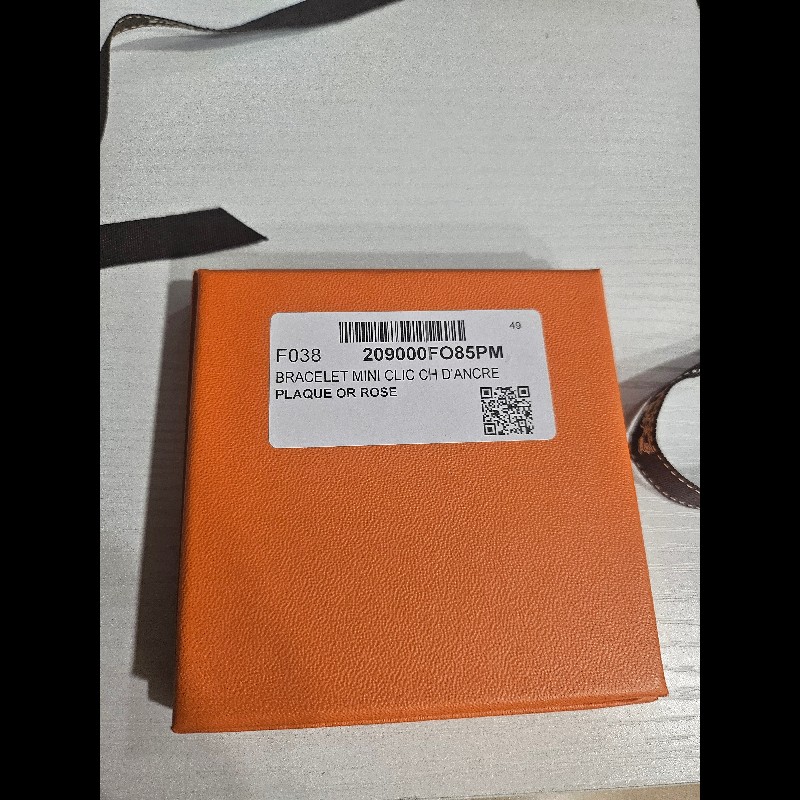 49
F038 209000FO85PM
BRACELET MINI CLIC CH D'ANCRE
PLAQUE OR ROSE